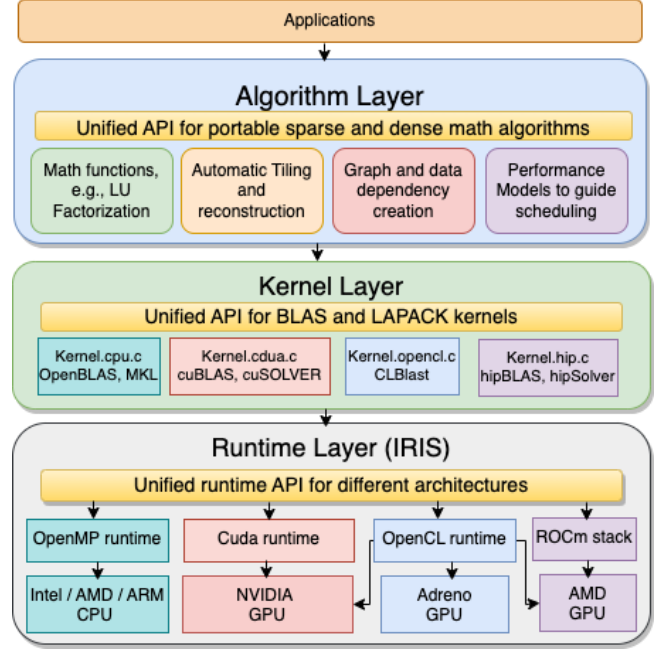 Applications
Algorithm Layer
Unified API for portable sparse and dense math algorithms
Math functions,
e.g., LU
Factorization
Automatic Tiling
and
reconstruction
Graph and data
dependency
creation
Performance
Models to guide
scheduling
Kernel Layer
Unified API for BLAS and LAPACK kernels
Kernel.cpu.c
OpenBLAS, MKL
Kernel.cdua.c
cuBLAS, cuSOLVER
Kernel.opencl.c
CLBlast
Kernel.hip.c
hipBLAS, hipSolver
Runtime Layer (IRIS)
Unified runtime API for different architectures
OpenMP runtime
Cuda runtime
OpenCL runtime
ROCm stack
Intel / AMD / ARM
CPU
NVIDIA
GPU
Adreno
GPU
AMD
GPU